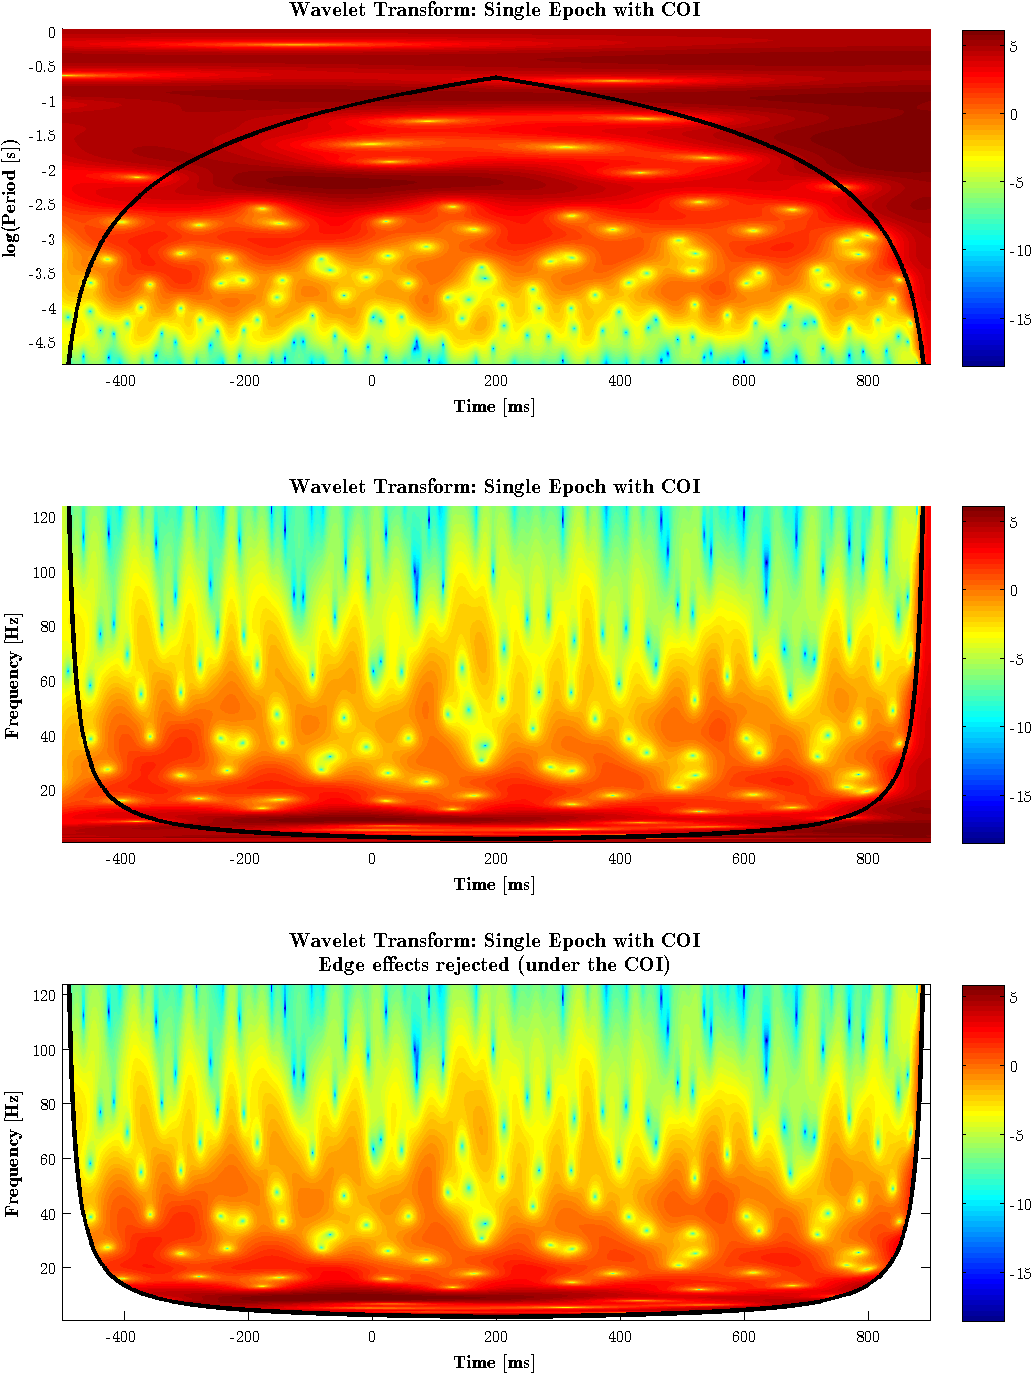 Wavelet Transform: Single Epoch with COI
0
-0.5
-1
-1.5
-2
-2.5
-3
-3.5
-4
-4.5
log(Period [s])
-400 -200 0 200 400 600 800
Time [ms]
5
0
-5
-10
-15
Wavelet Transform: Single Epoch with COI
120
100
80
60
40
20
Frequency [Hz]
-400 -200 0 200 400 600 800
Time [ms]
5
0
-5
-10
-15
Wavelet Transform: Single Epoch with COI
Edge effects rejected (under the COI)
120
100
80
60
40
20
Frequency [Hz]
-400 -200 0 200 400 600 800
Time [ms]
5
0
-5
-10
-15